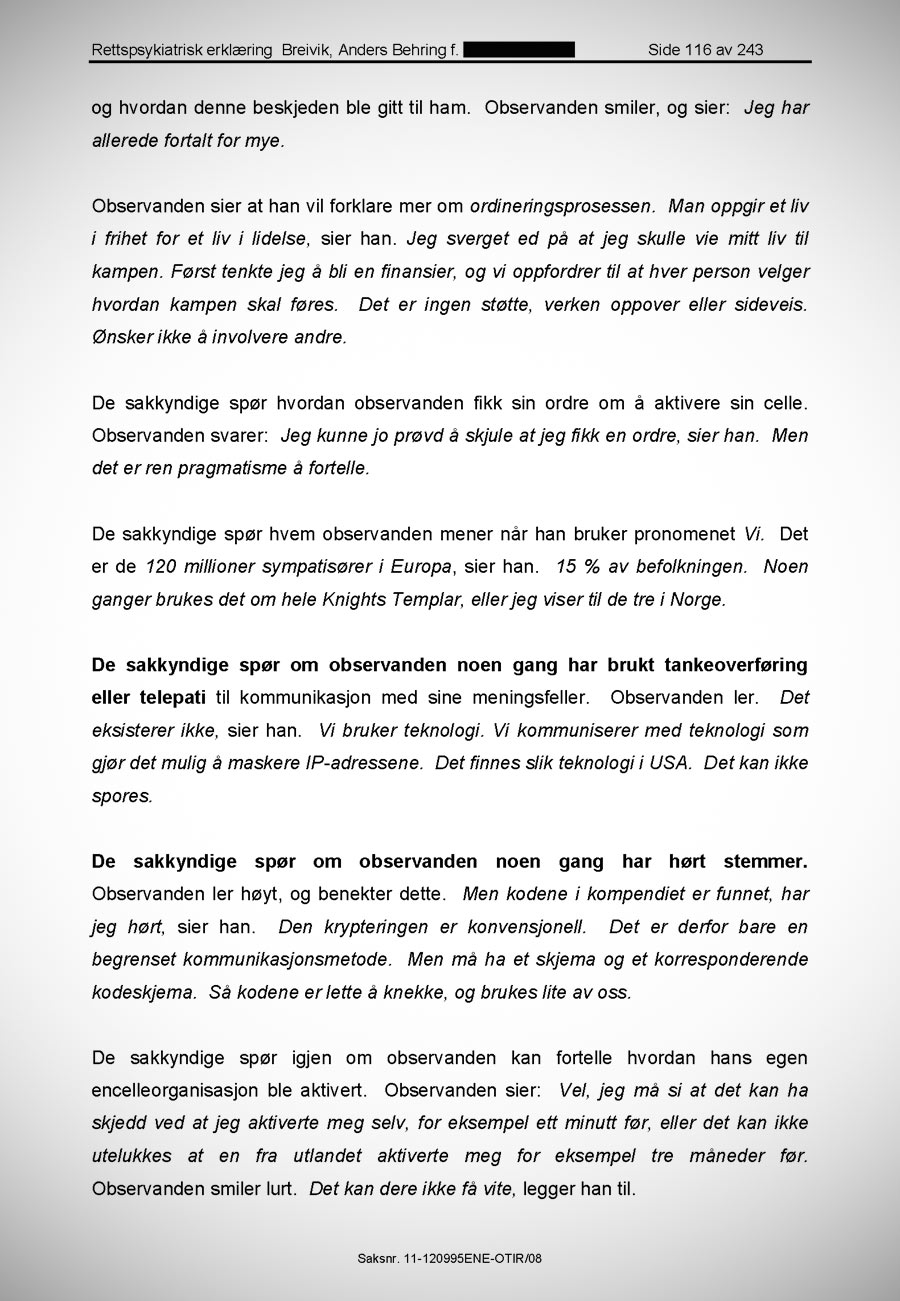 Rettspsykiatrisk erklæring Breivik, Anders Behring f. Side 116 av 243
og hvordan denne beskjeden ble gitt til ham. Observanden smiler, og sier: Jeg har
allerede fortalt for mye.
Observanden sier at han vil forklare mer om ordineringsprosessen. Man oppgir et liv
i frihet for et liv i lidelse, sier han. Jeg sverget ed på at jeg skulle vie mitt liv til
kampen. Først tenkte jeg å bli en finansier, og vi oppfordrer til at hver person velger
hvordan kampen skal føres. Det er ingen støtte, verken oppover eller sideveis.
Ønsker ikke å involvere andre.
De sakkyndige spør hvordan observanden fikk sin ordre om å aktivere sin celle.
Observanden svarer: Jeg kunne jo prøvd å skjule at jeg fikk en ordre, sier han. Men
det er ren pragmatisme å fortelle.
De sakkyndige spør hvem observanden mener når han bruker pronomenet Vi. Det
er de 120 millioner sympatisører i Europa, sier han. 15 % av befolkningen. Noen
ganger brukes det om hele Knights Templar, eller jeg viser til de tre i Norge.
De sakkyndige spør om observanden noen gang har brukt tankeoverføring
eller telepati til kommunikasjon med sine meningsfeller. Observanden ler. Det
eksisterer ikke, sier han. Vi bruker teknologi. Vi kommuniserer med teknologi som
gjør det mulig å maskere IP-adressene. Det finnes slik teknologi i USA. Det kan ikke
spores.
De sakkyndige spør om observanden noen gang har hørt stemmer.
Observanden ler høyt, og benekter dette. Men kodene i kompendiet er funnet, har
jeg hørt, sier han. Den krypteringen er konvensjonell. Det er derfor bare en
begrenset kommunikasjonsmetode. Men må ha et skjema og et korresponderende
kodeskjema. Så kodene er lette å knekke, og brukes lite av oss.
De sakkyndige spør igjen om observanden kan fortelle hvordan hans egen
encelleorganisasjon ble aktivert. Observanden sier: Vel, jeg må si at det kan ha
skjedd ved at jeg aktiverte meg selv, for eksempel ett minutt før, eller det kan ikke
utelukkes at en fra utlandet aktiverte meg for eksempel tre måneder før.
Observanden smiler lurt. Det kan dere ikke få vite, legger han til.
Saksnr. 11-120995ENE-OTIR/08